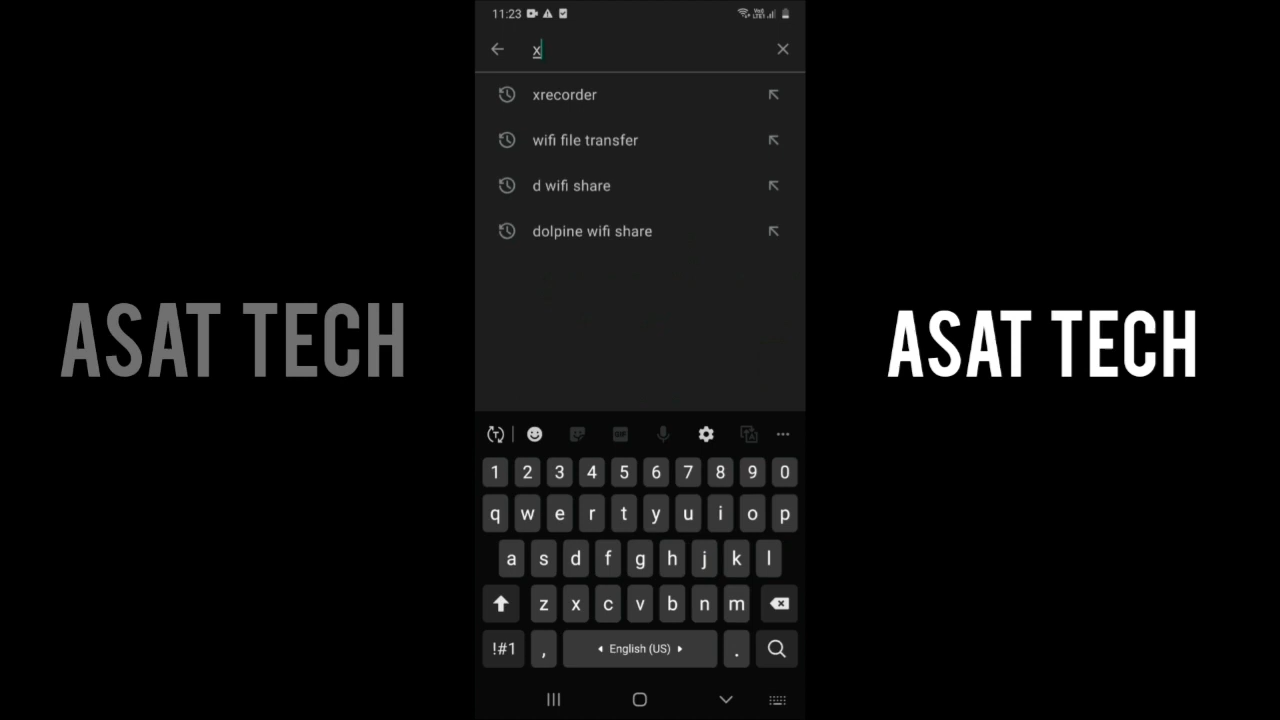 11:23
x
xrecorder
wifi file transfer
d wifi share
dolpine wifi share
ASAT TECH
ASAT TECH
GIF
1 2 3 4 5 6 7 8 9 0
q w e r t y u i o p
a s d f g h j k l
z x c v b n m
!#1 , English (US) .